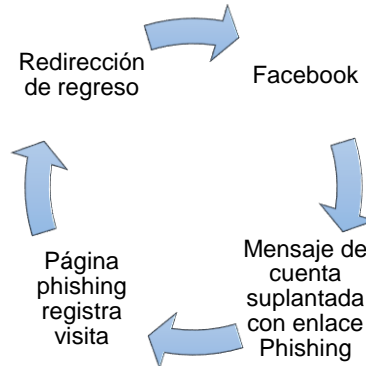 Redirección
de regreso
Facebook
Mensaje de
cuenta
suplantada
con enlace
Phishing
Página
phishing
registra
visita